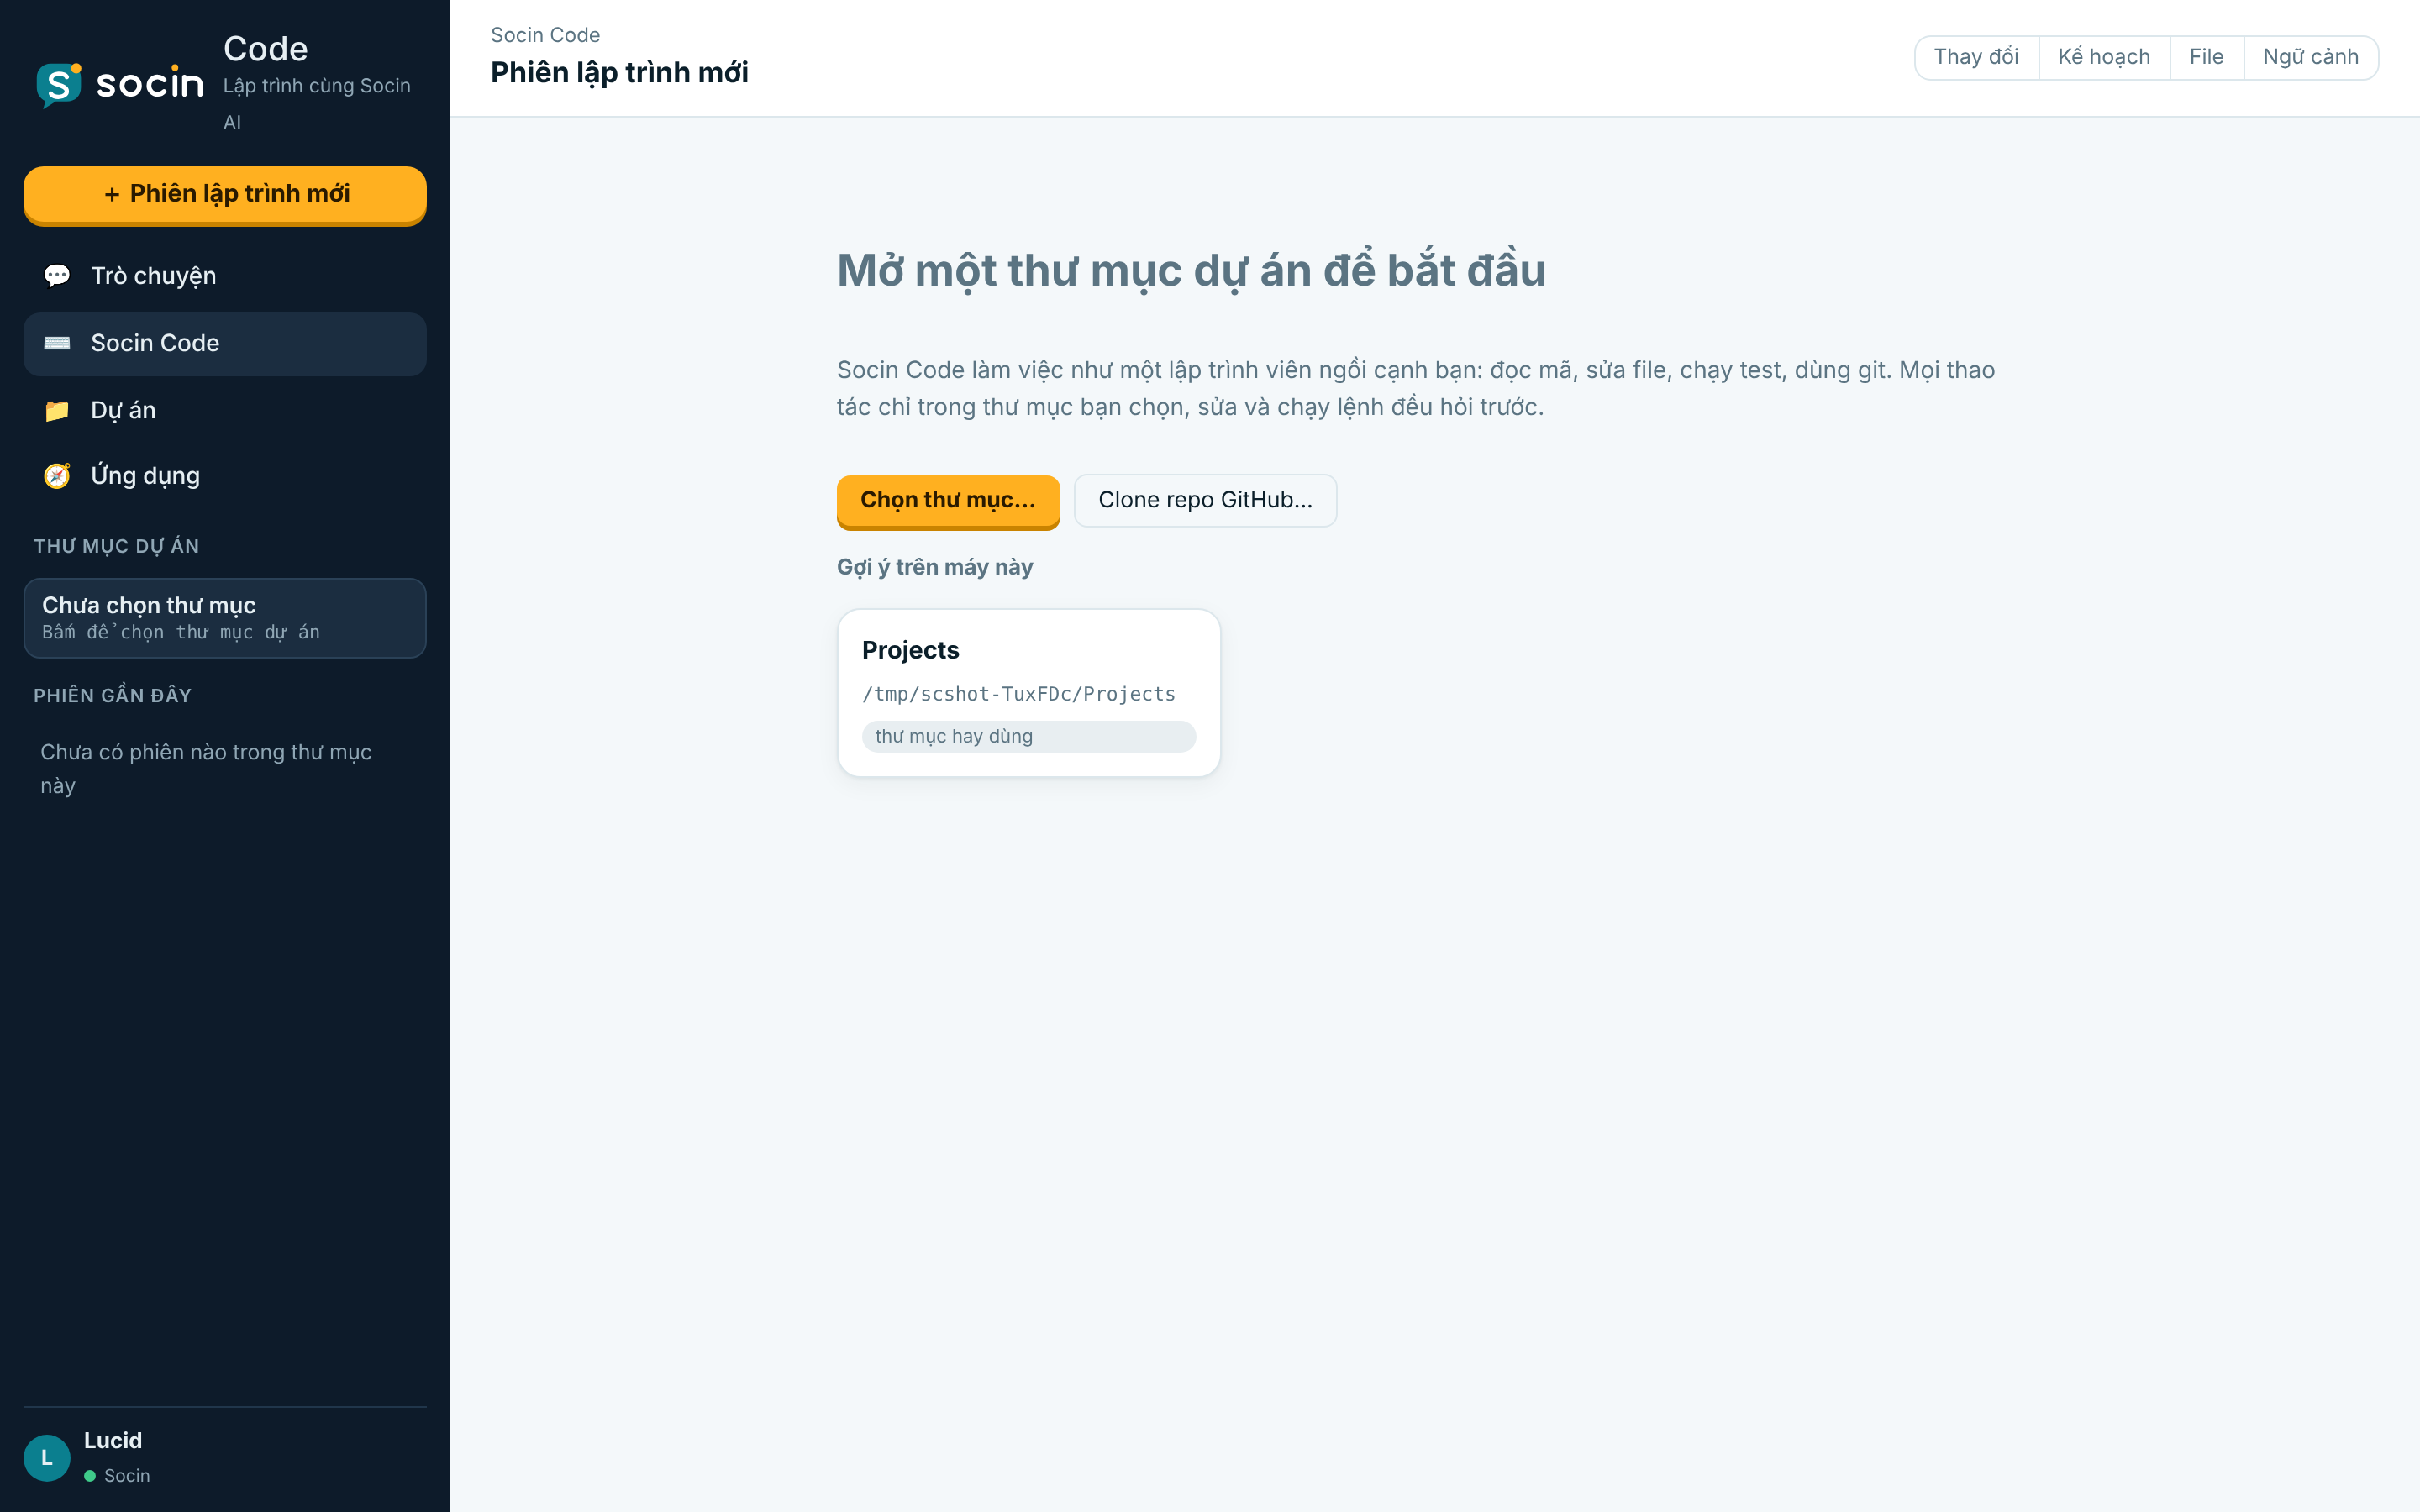 socin
Code
Lập trình cùng Socin
AI
+ Phiên lập trình mới
Trò chuyện
Socin Code
Dự án
Ứng dụng
THƯ MỤC DỰ ÁN
Chưa chọn thư mục
Bấm để chọn thư mục dự án
PHIÊN GẦN ĐÂY
Chưa có phiên nào trong thư mục
này
L
Lucid
Socin
Socin Code
Phiên lập trình mới
Thay đổi
Kế hoạch
File
Ngữ cảnh
Mở một thư mục dự án để bắt đầu
Socin Code làm việc như một lập trình viên ngồi cạnh bạn: đọc mã, sửa file, chạy test, dùng git. Mọi thao
tác chỉ trong thư mục bạn chọn, sửa và chạy lệnh đều hỏi trước.
Chọn thư mục...
Clone repo GitHub...
Gợi ý trên máy này
Projects
/tmp/scshot-TuxFDc/Projects
thư mục hay dùng